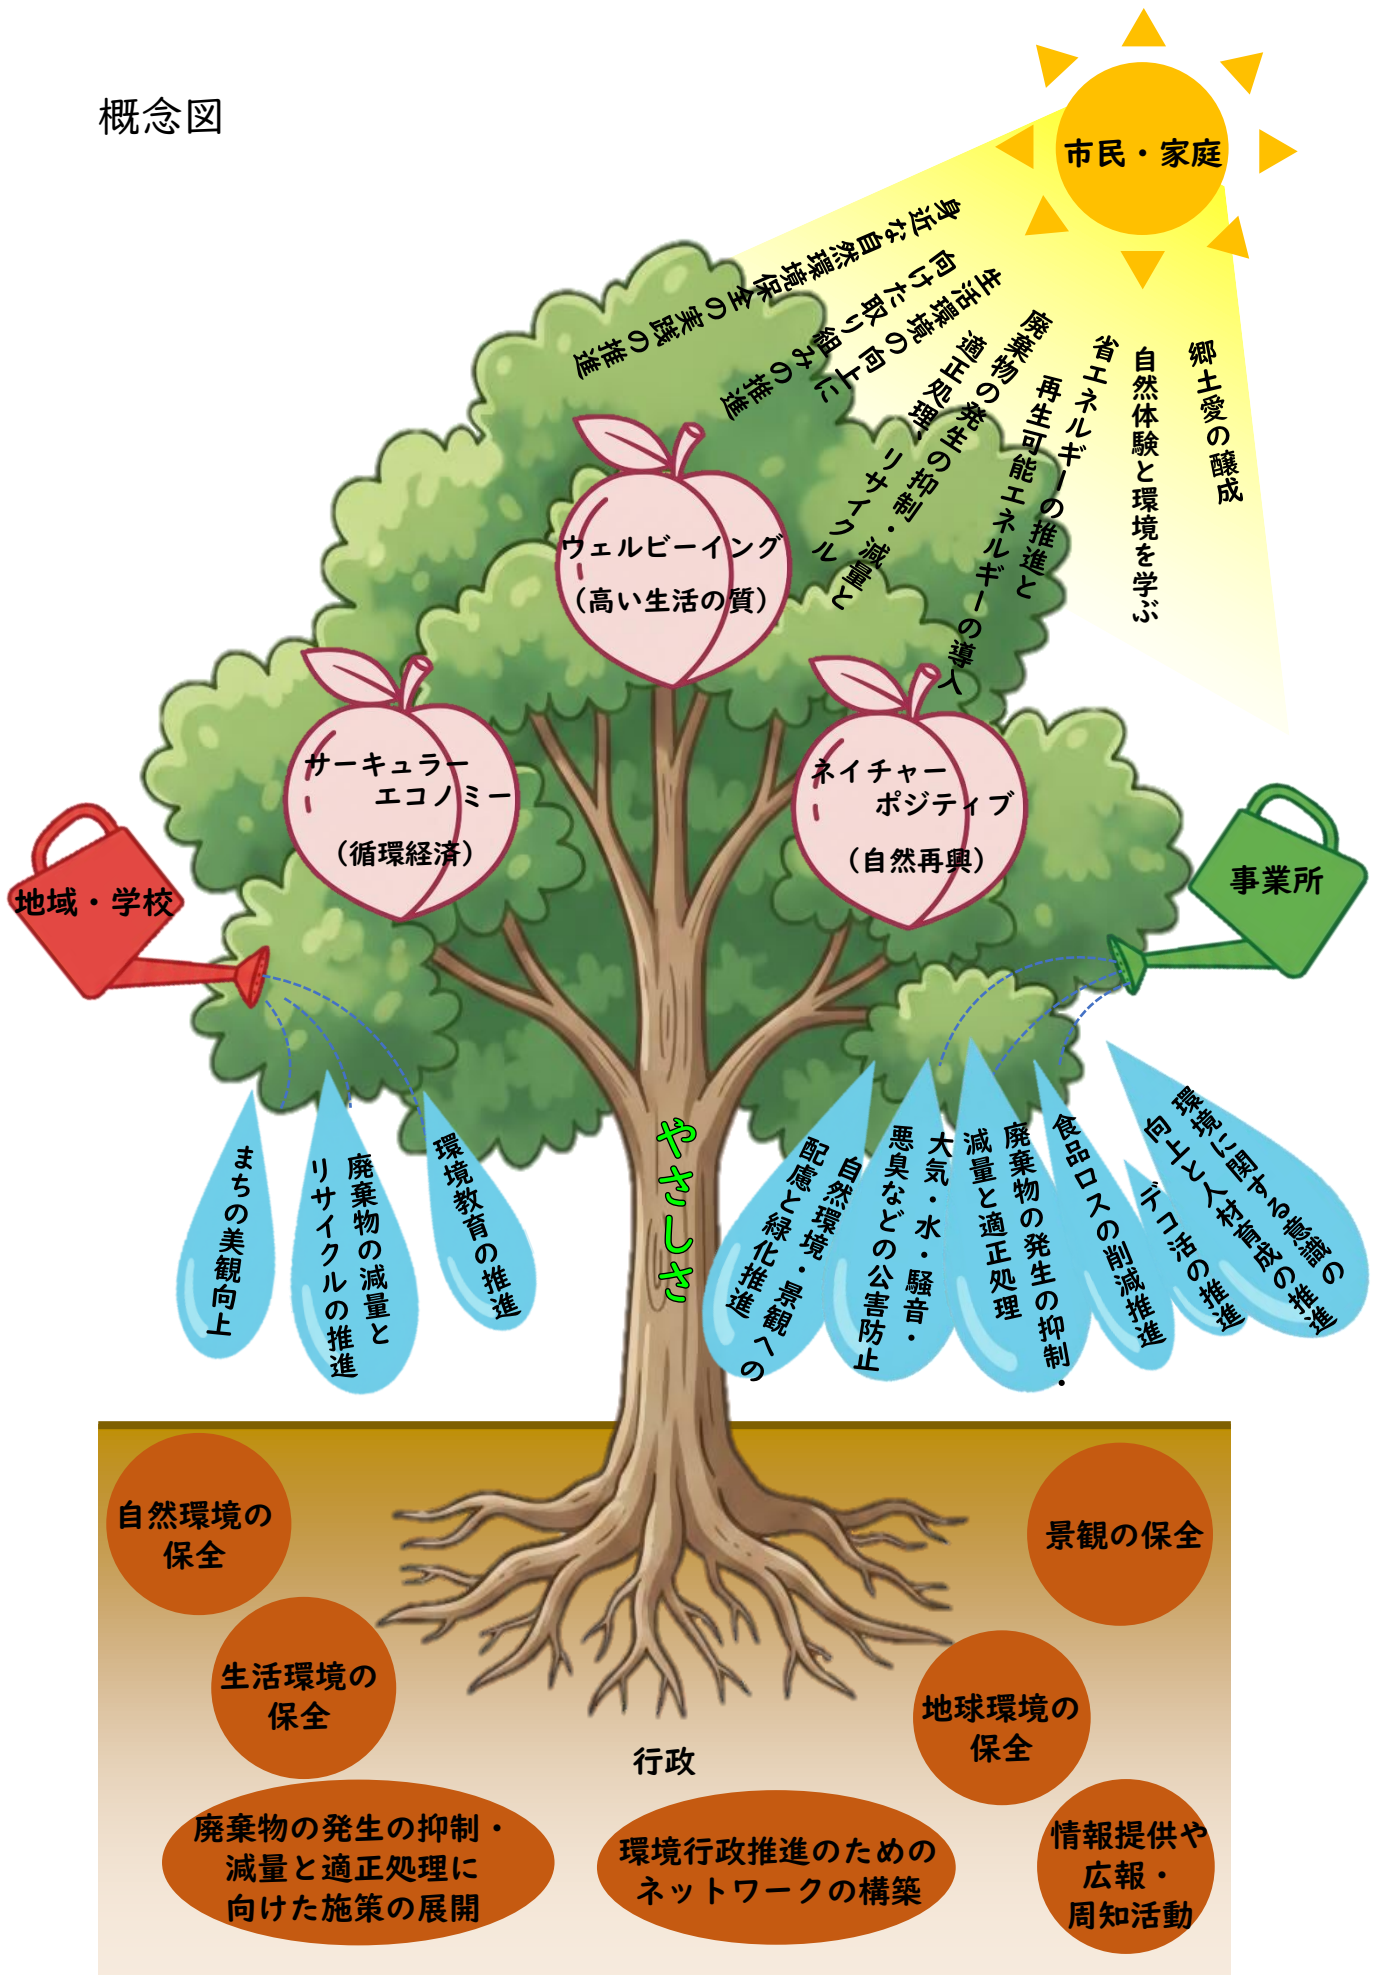 概念図
市民・家庭
身近な自然環境保全の実践の推進
生活環境の向上に
向けた取り組みの推進
廃棄物の発生の抑制・減量と
適正処理、リサイクル
省エネルギーの推進と
再生可能エネルギーの導入
自然体験と環境を学ぶ
郷土愛の醸成
ウェルビーイング
（高い生活の質）
サーキュラー
エコノミー
（循環経済）
ネイチャー
ポジティブ
（自然再興）
地域・学校
事業所
まちの美観向上
廃棄物の減量と
リサイクルの推進
環境教育の推進
やさしさ
自然環境・景観への
配慮と緑化推進
大気・水・騒音・
悪臭などの公害防止
廃棄物の発生の抑制・
減量と適正処理
食品ロスの削減推進
デコ活の推進
環境に関する意識の
向上と人材育成の推進
自然環境の
保全
景観の保全
生活環境の
保全
地球環境の
保全
行政
廃棄物の発生の抑制・
減量と適正処理に
向けた施策の展開
環境行政推進のための
ネットワークの構築
情報提供や
広報・
周知活動